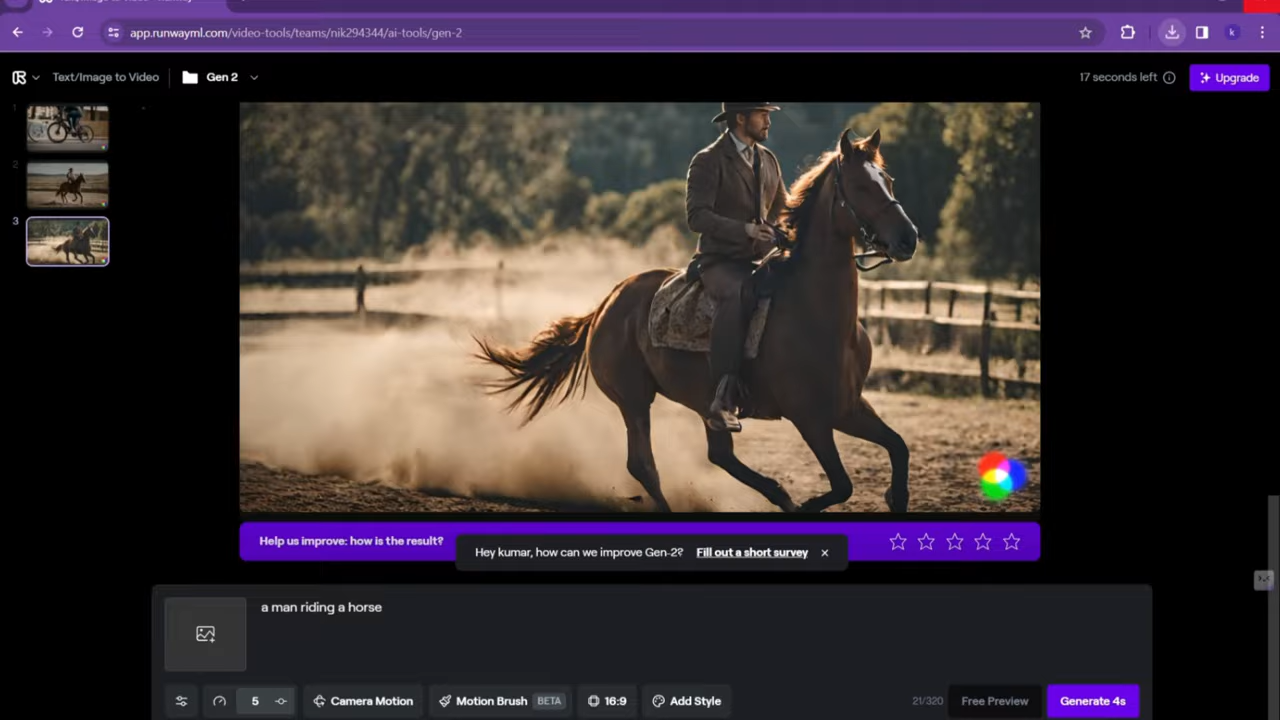 app.runwayml.com/video-tools/teams/nik294344/ai-tools/gen-2
k
Text/Image to Video
Gen 2
17 seconds left
Upgrade
1
2
3
Help us improve: how is the result?
Hey kumar, how can we improve Gen-2? Fill out a short survey
a man riding a horse
5
Camera Motion
Motion Brush BETA
16:9
Add Style
21/320
Free Preview
Generate 4s